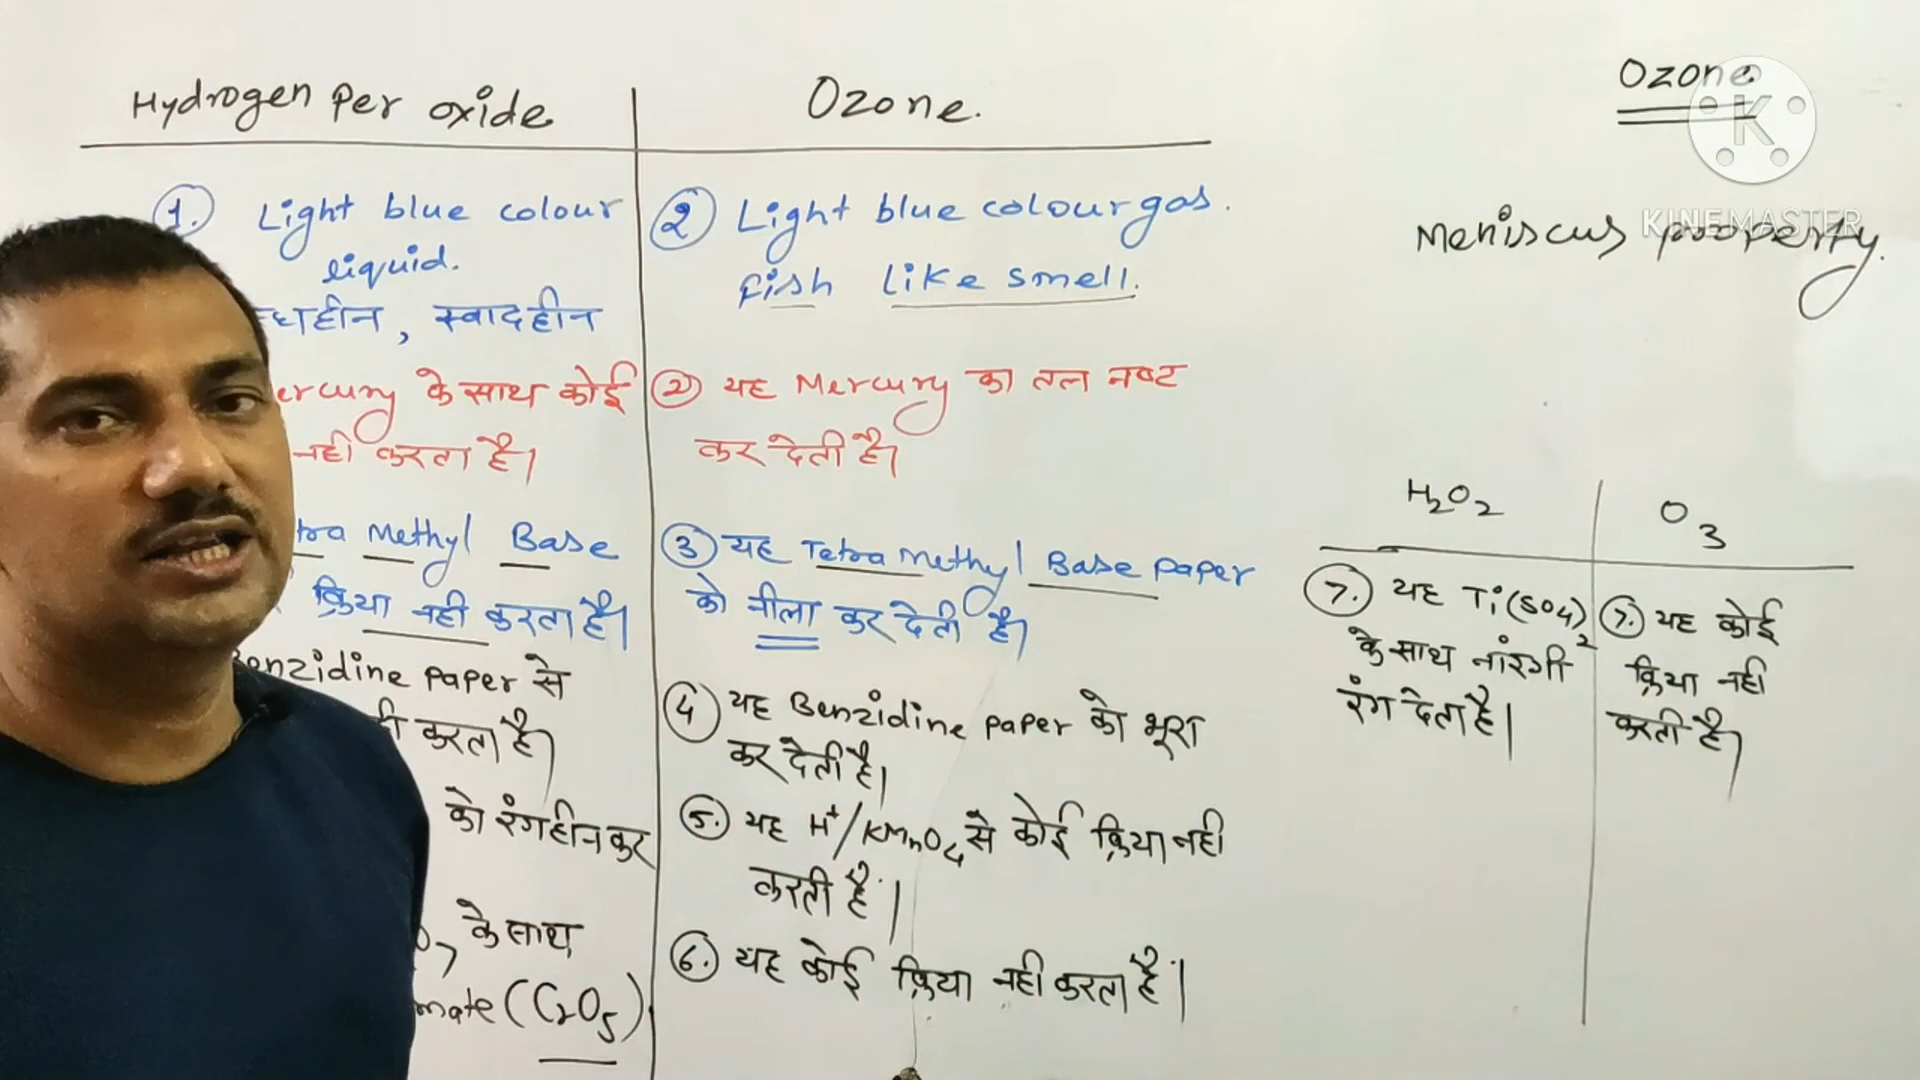 Hydrogen Per oxide
Ozone.
1. Light blue colour
liquid.
स्वादहीन
के साथ कोई
नही करता है।
Methyl Base
क्रिया नही करता है।
paper से
करता है।
को रंगहीन कर
के साथ
(CrO5)
2 Light blue colour gas.
fish like smell.
2 यह Mercury का तल नष्ट
कर देती है।
3 यह Tetra Methyl Base paper
को नीला कर देती है।
4 यह Benzidine paper को भूरा
कर देती है।
5. यह H+/KMnO4 से कोई क्रिया नही
करती है।
6. यह कोई क्रिया नही करता है।
Ozone
Meniscus property.
H2O2
O3
7. यह Ti(SO4)2
के साथ नांरगी
रंग देता है।
7. यह कोई
क्रिया नही
करती है।
KINEMASTER